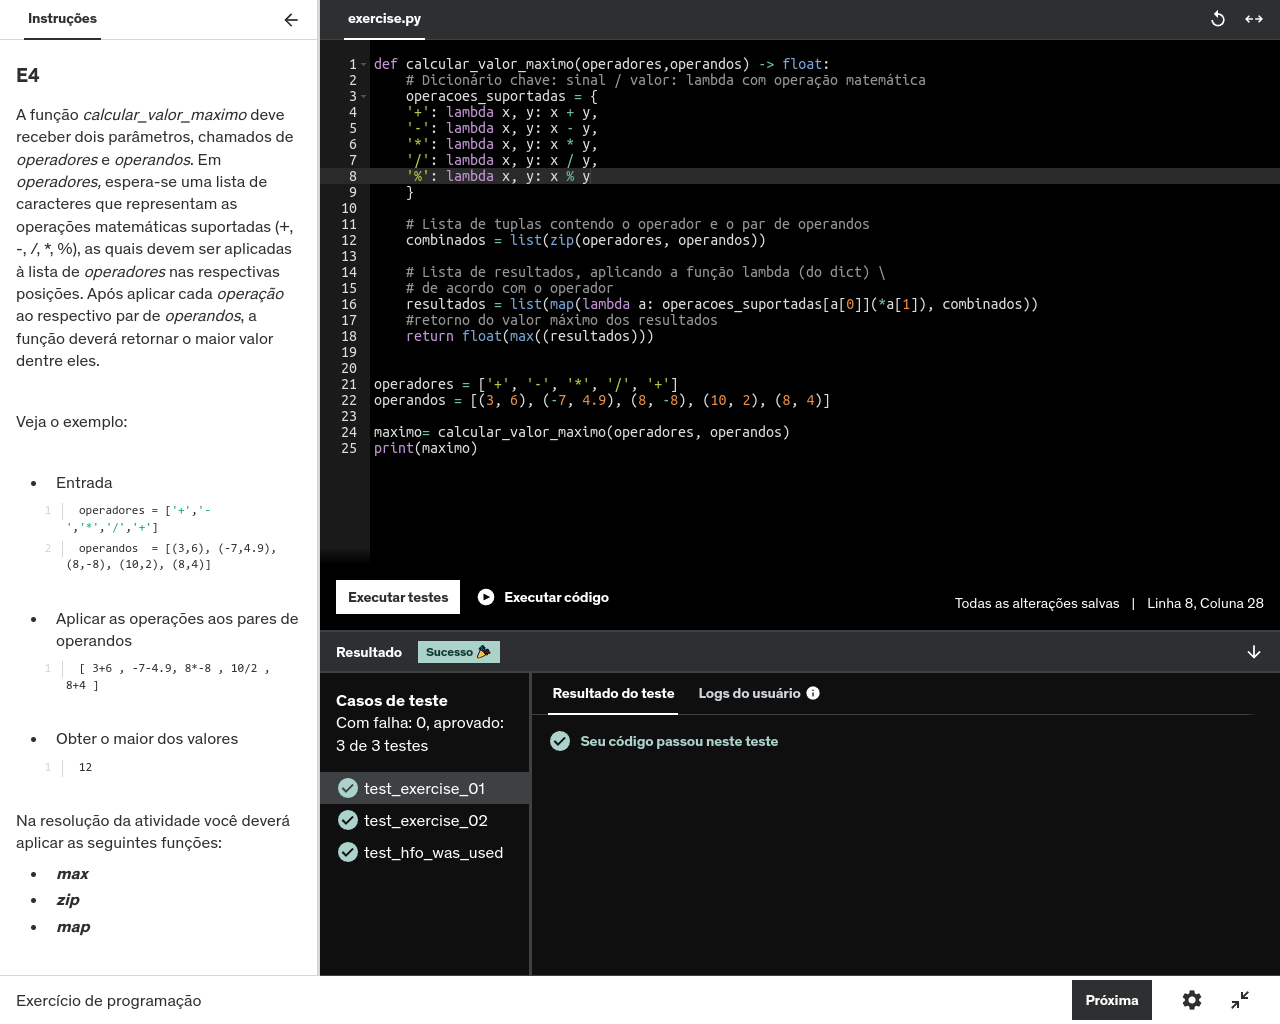 Instruções
E4
A função calcular_valor_maximo deve
receber dois parâmetros, chamados de
operadores e operandos. Em
operadores, espera-se uma lista de
caracteres que representam as
operações matemáticas suportadas (+,
-, /, *, %), as quais devem ser aplicadas
à lista de operadores nas respectivas
posições. Após aplicar cada operação
ao respectivo par de operandos, a
função deverá retornar o maior valor
dentre eles.
Veja o exemplo:
• Entrada
1 operadores = ['+','-
','*','/','+']
2 operandos  = [(3,6), (-7,4.9),
(8,-8), (10,2), (8,4)]
• Aplicar as operações aos pares de
operandos
1 [ 3+6 , -7-4.9, 8*-8 , 10/2 ,
8+4 ]
• Obter o maior dos valores
1 12
Na resolução da atividade você deverá
aplicar as seguintes funções:
• max
• zip
• map
exercise.py
1 def calcular_valor_maximo(operadores,operandos) -> float:
2     # Dicionário chave: sinal / valor: lambda com operação matemática
3     operacoes_suportadas = {
4     '+': lambda x, y: x + y,
5     '-': lambda x, y: x - y,
6     '*': lambda x, y: x * y,
7     '/': lambda x, y: x / y,
8     '%': lambda x, y: x % y
9     }
10
11     # Lista de tuplas contendo o operador e o par de operandos
12     combinados = list(zip(operadores, operandos))
13
14     # Lista de resultados, aplicando a função lambda (do dict) \
15     # de acordo com o operador
16     resultados = list(map(lambda a: operacoes_suportadas[a[0]](*a[1]), combinados))
17     #retorno do valor máximo dos resultados
18     return float(max((resultados)))
19
20
21 operadores = ['+', '-', '*', '/', '+']
22 operandos = [(3, 6), (-7, 4.9), (8, -8), (10, 2), (8, 4)]
23
24 maximo= calcular_valor_maximo(operadores, operandos)
25 print(maximo)
Executar testes Executar código Todas as alterações salvas | Linha 8, Coluna 28
Resultado Sucesso
Casos de teste
Com falha: 0, aprovado:
3 de 3 testes
test_exercise_01
test_exercise_02
test_hfo_was_used
Resultado do teste Logs do usuário
Seu código passou neste teste
Exercício de programação Próxima